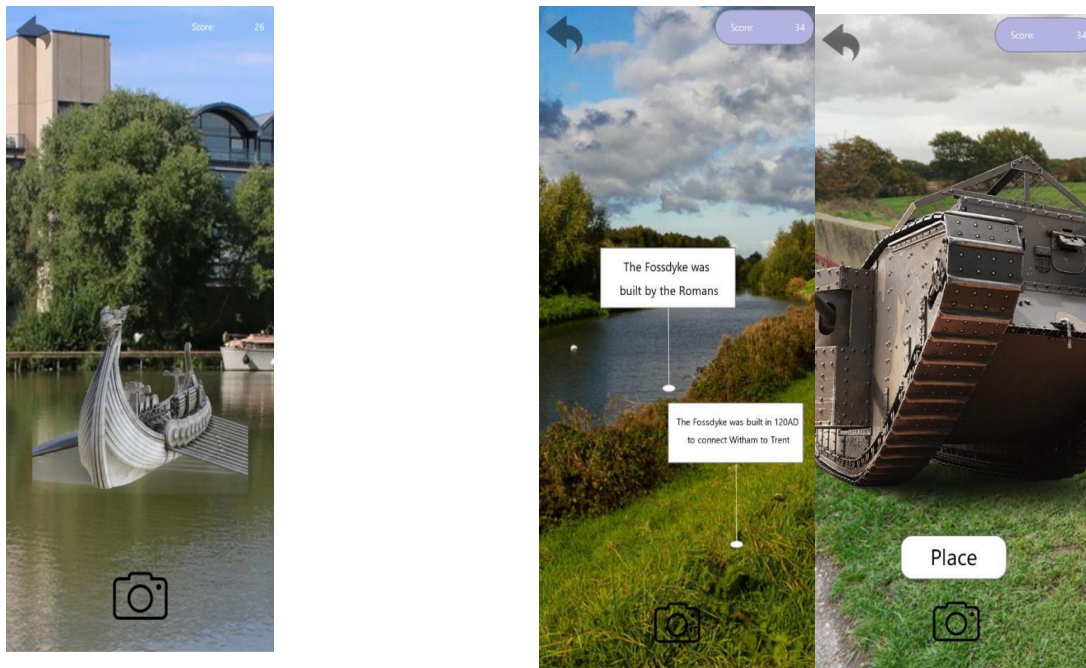 Score: 26
Score: 34
The Fossdyke was
built by the Romans
The Fossdyke was built in 120AD
to connect Witham to Trent
Score: 34
Place